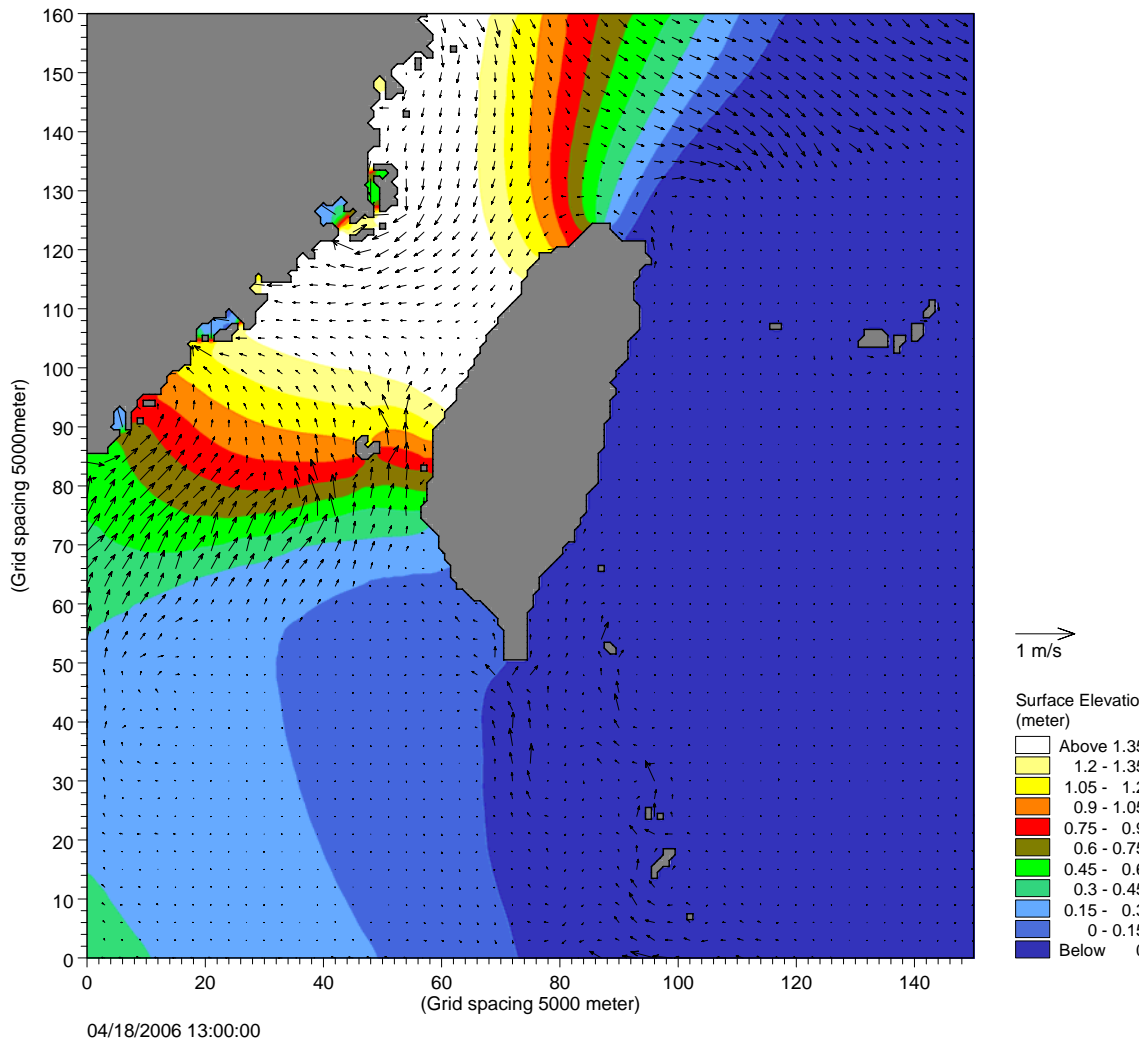 160
150
140
130
120
110
100
90
80
70
60
50
40
30
20
10
0
(Grid spacing 5000meter)
0 20 40 60 80 100 120 140
(Grid spacing 5000 meter)
04/18/2006 13:00:00
1 m/s
Surface Elevatio
(meter)
Above 1.35
1.2 - 1.35
1.05 - 1.2
0.9 - 1.05
0.75 - 0.9
0.6 - 0.75
0.45 - 0.6
0.3 - 0.45
0.15 - 0.3
0 - 0.15
Below 0